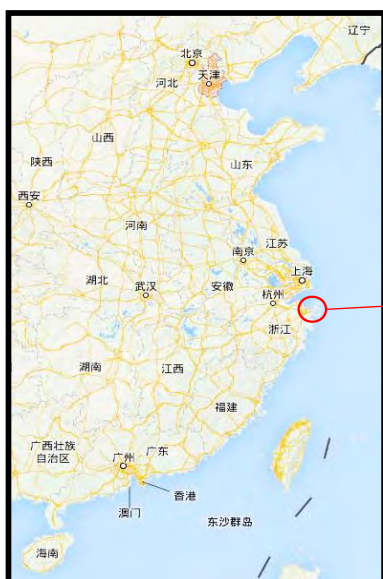 辽宁
北京
天津
河北
山西
山东
陕西
西安
河南
江苏
南京
上海
湖北
武汉
安徽
杭州
浙江
湖南
江西
福建
广西壮族
自治区
广州
广东
香港
澳门
东沙群岛
海南